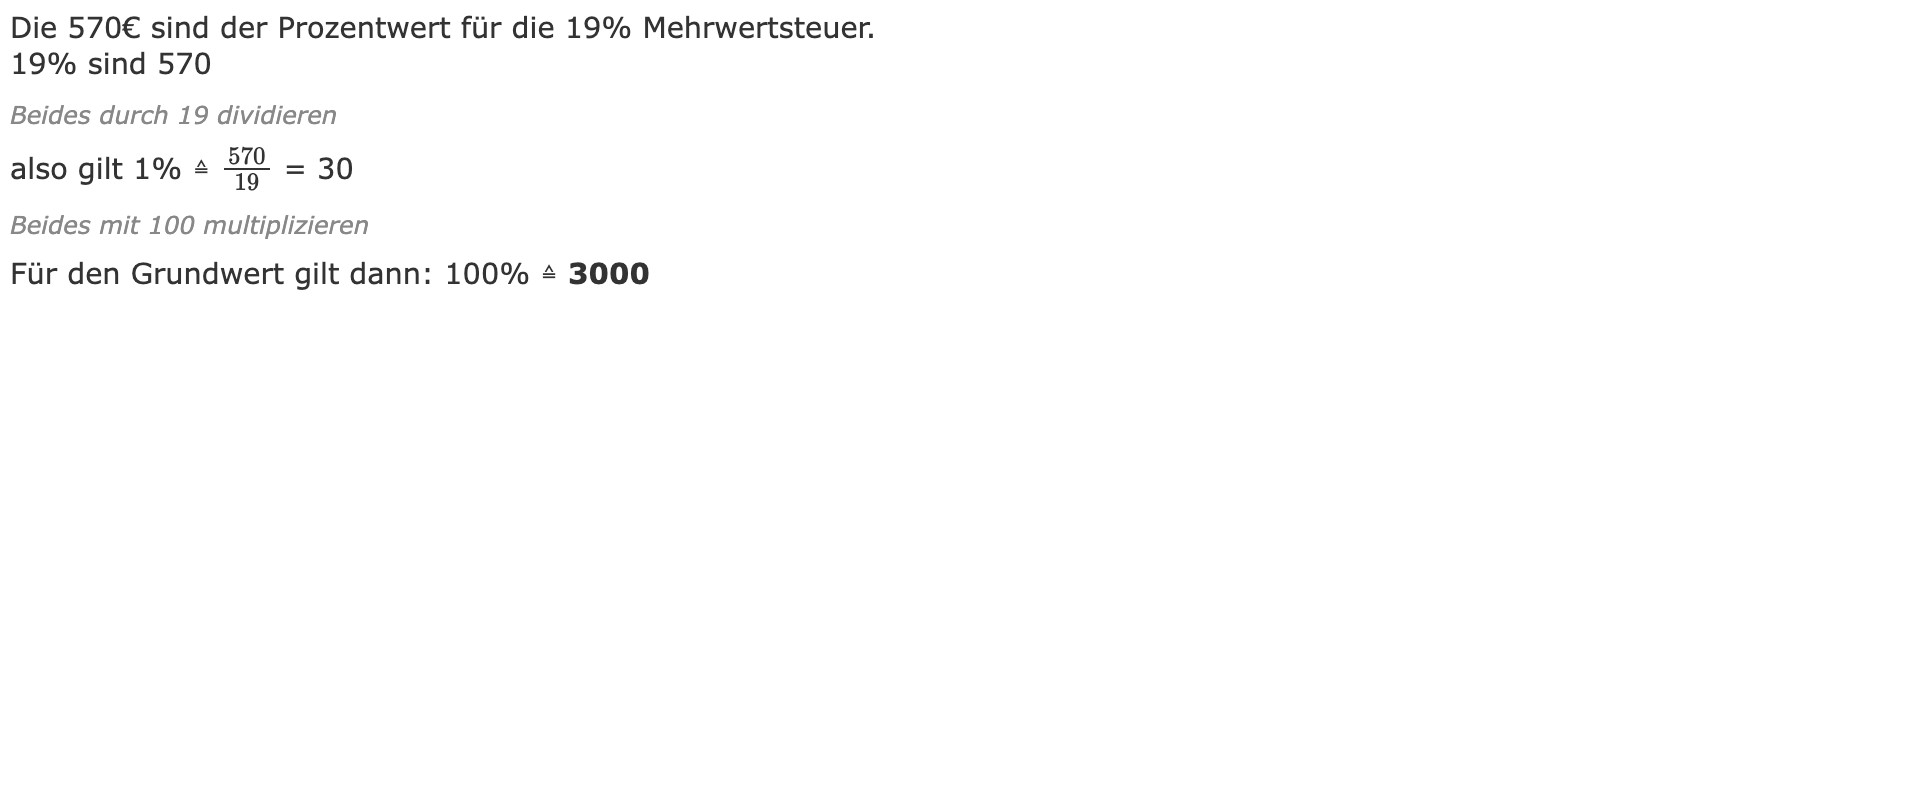 Die 570€ sind der Prozentwert für die 19% Mehrwertsteuer.
19% sind 570
Beides durch 19 dividieren
also gilt 1% ≙ 570/19 = 30
Beides mit 100 multiplizieren
Für den Grundwert gilt dann: 100% ≙ 3000